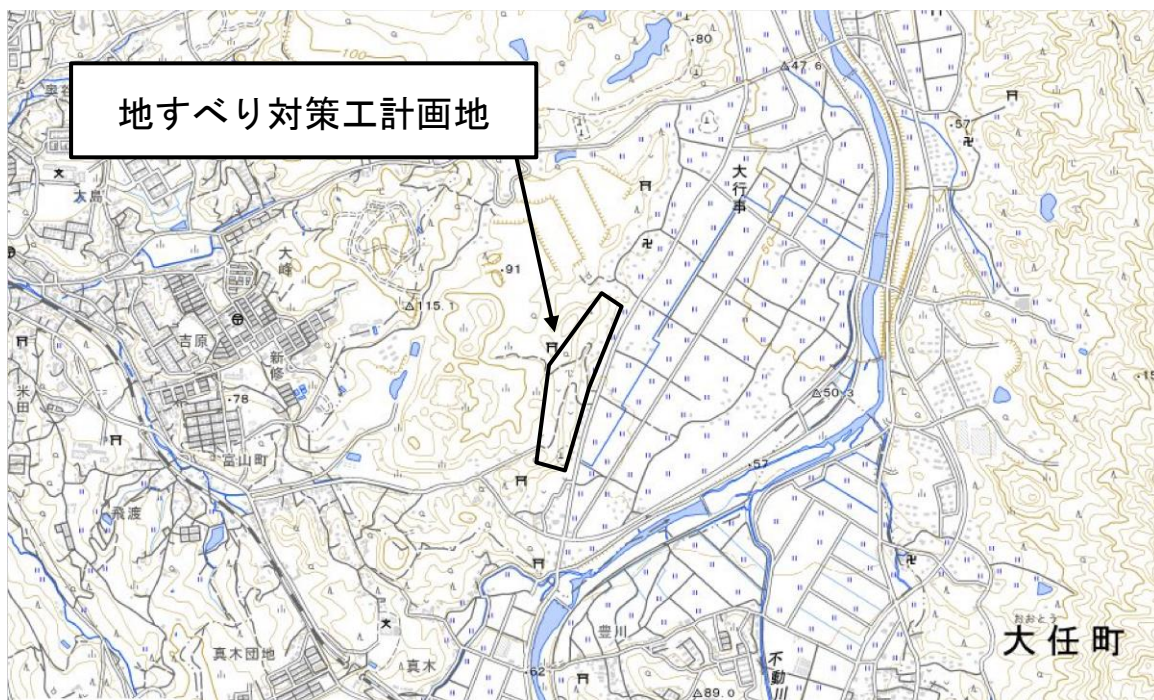 地すべり対策工計画地
100
・80
△47.6
・57
大行事
大島
大峰
・91
△115.1
吉原
新修
米田
・78
富山町
飛渡
50
△50.3
・57
・15
真木団地
真木
豊川
・62
不動川
△89.0
おおとう
大任町